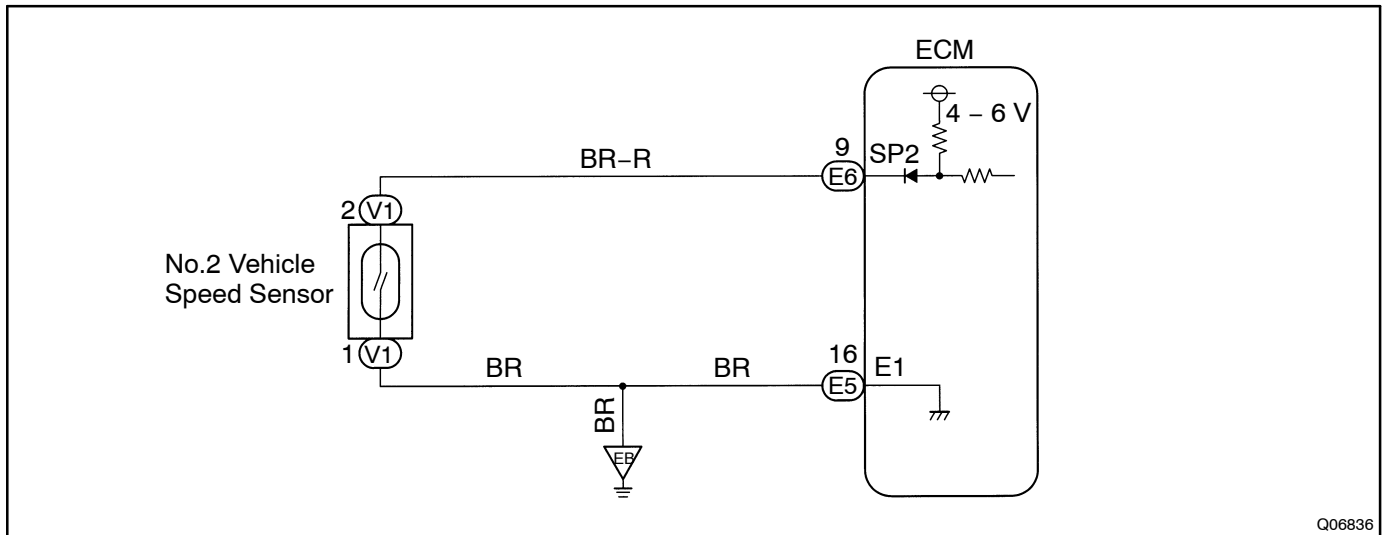 ECM
4 – 6 V
9
SP2
BR–R
E6
2
V1
No.2 Vehicle
Speed Sensor
1
V1
16
E1
BR
BR
E5
BR
EB
Q06836